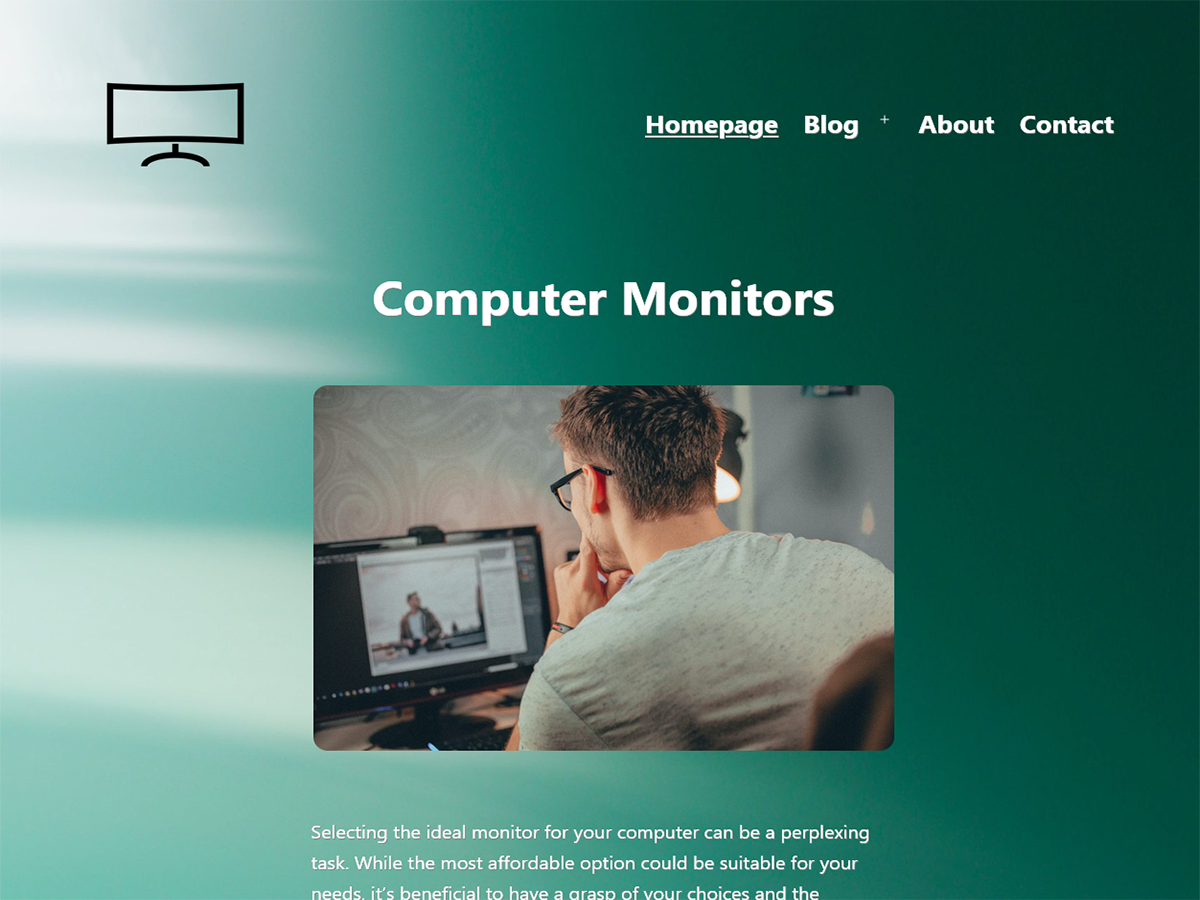 Homepage Blog + About Contact
Computer Monitors
Selecting the ideal monitor for your computer can be a perplexing
task. While the most affordable option could be suitable for your
needs, it's beneficial to have a grasp of your choices and the